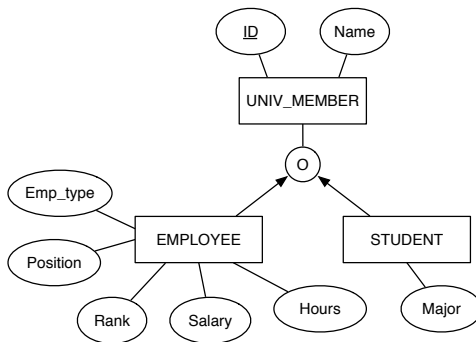 ID
Name
UNIV_MEMBER
O
Emp_type
EMPLOYEE
STUDENT
Position
Rank
Salary
Hours
Major